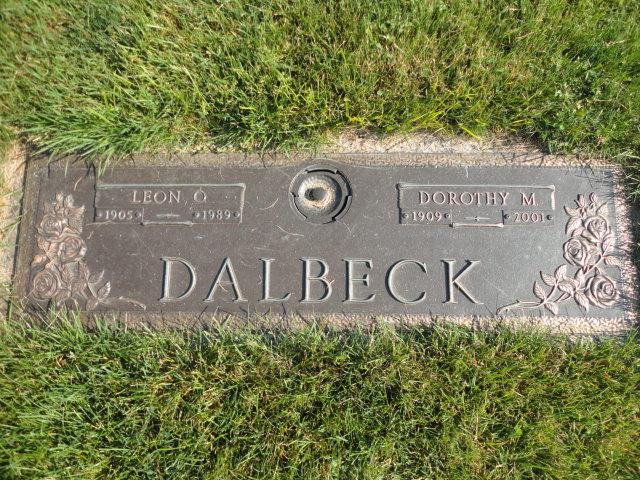 LEON O.
1905 - 1989
DOROTHY M.
1909 - 2001
DALBECK